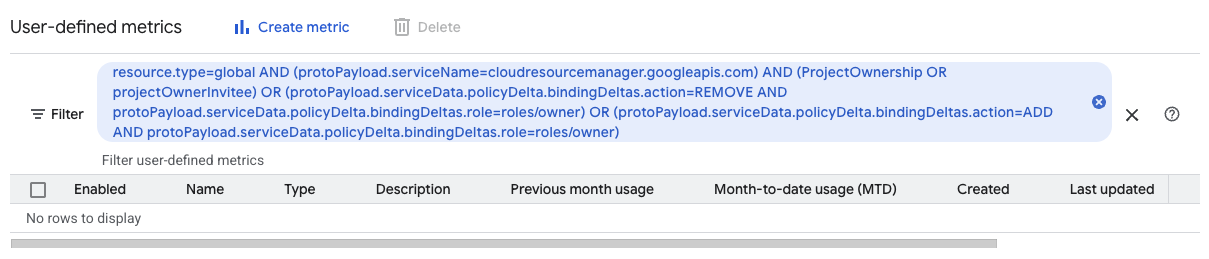 User-defined metrics
Create metric
Delete
Filter
resource.type=global AND (protoPayload.serviceName=cloudresourcemanager.googleapis.com) AND (ProjectOwnership OR
projectOwnerInvitee) OR (protoPayload.serviceData.policyDelta.bindingDeltas.action=REMOVE AND
protoPayload.serviceData.policyDelta.bindingDeltas.role=roles/owner) OR (protoPayload.serviceData.policyDelta.bindingDeltas.action=ADD
AND protoPayload.serviceData.policyDelta.bindingDeltas.role=roles/owner)
Filter user-defined metrics
Enabled Name Type Description Previous month usage Month-to-date usage (MTD) Created Last updated
No rows to display